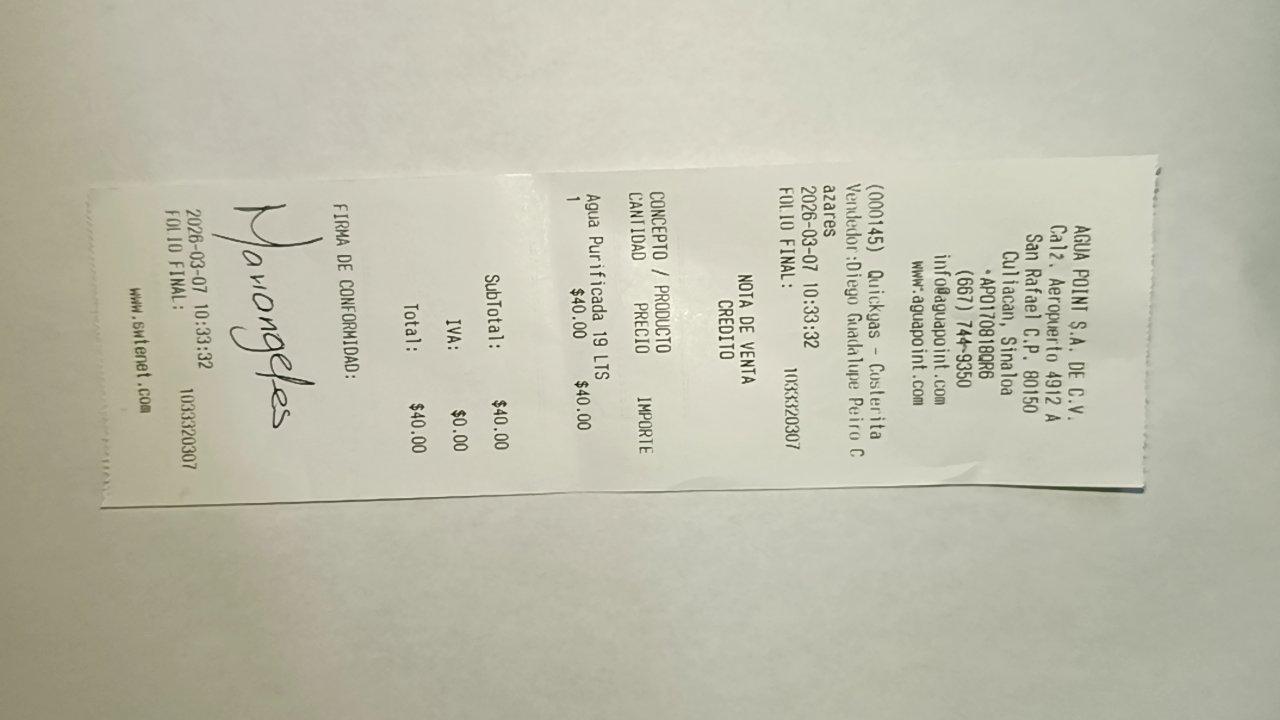 AGUA POINT S.A. DE C.V.
Calz. Aeropuerto 4912 A
San Rafael C.P. 80150
Culiacan, Sinaloa
*APO170818QR6
(667) 744-9350
info@aguapoint.com
www.aguapoint.com
(000145) Quickgas - Costerita
Vendedor:Diego Guadalupe Peiro C
azares
2026-03-07 10:33:32
FOLIO FINAL: 1033320307
NOTA DE VENTA
CREDITO
CONCEPTO / PRODUCTO
CANTIDAD PRECIO IMPORTE
Agua Purificada 19 LTS
1 $40.00 $40.00
SubTotal: $40.00
IVA: $0.00
Total: $40.00
FIRMA DE CONFORMIDAD:
Mariangeles
2026-03-07 10:33:32
FOLIO FINAL: 1033320307
www.swtenet.com